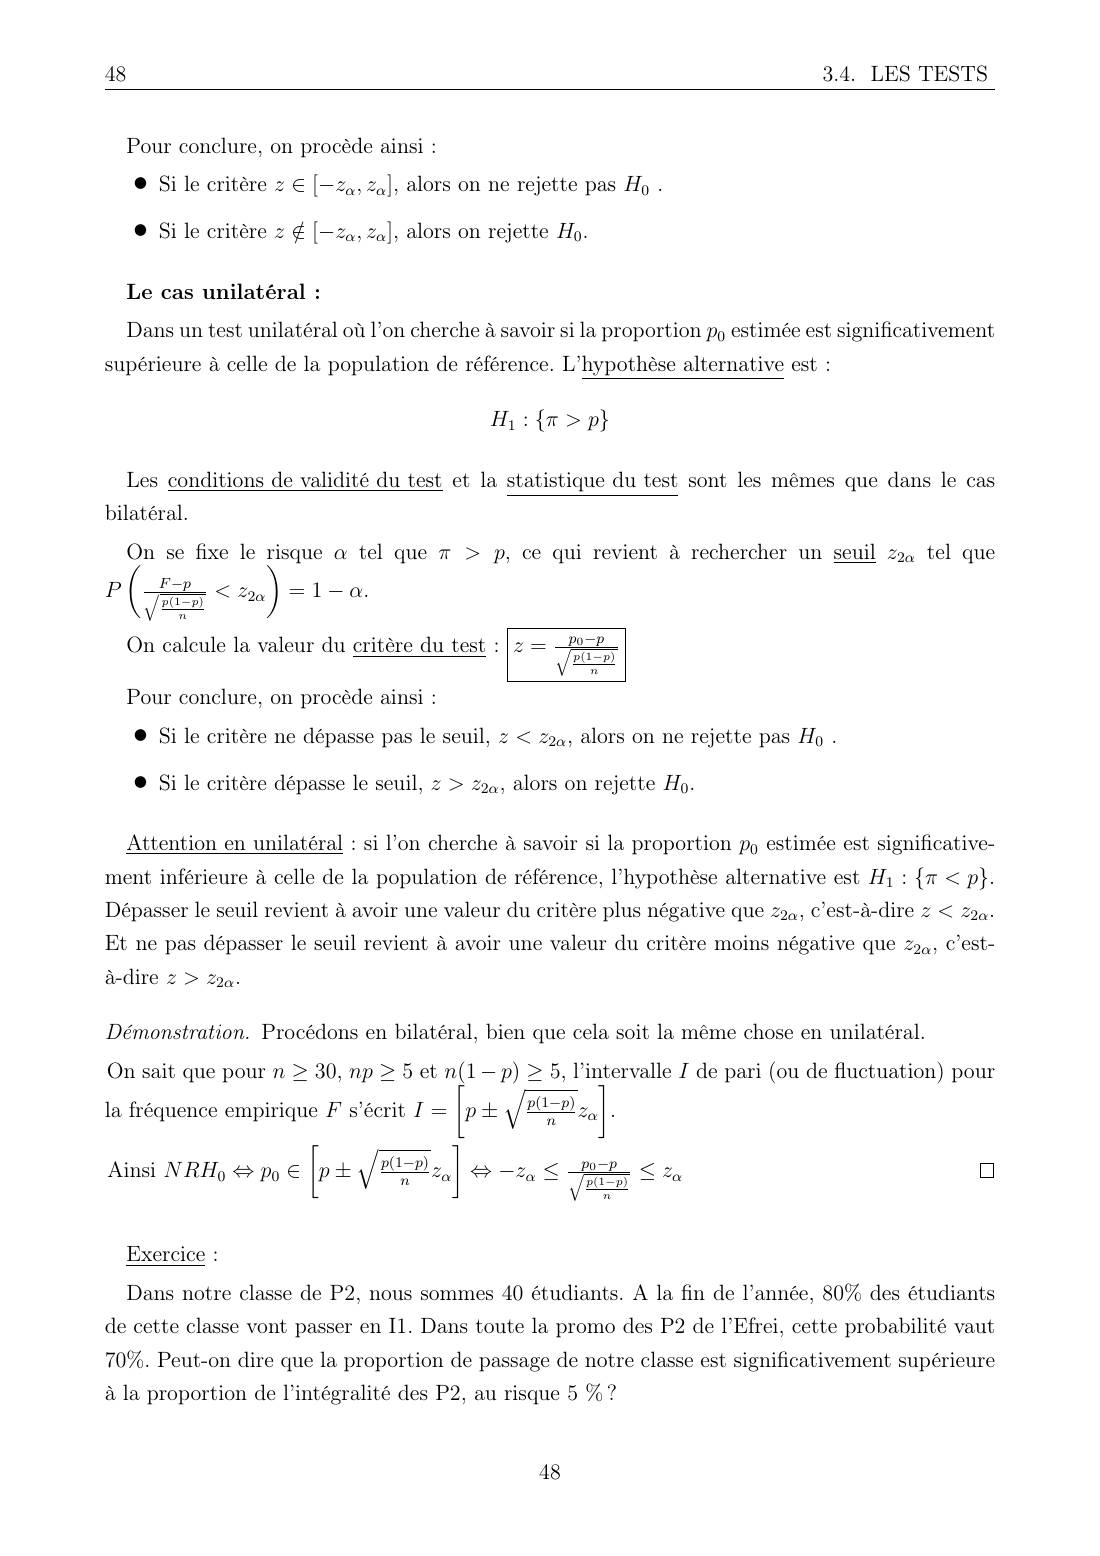 48 3.4. LES TESTS
Pour conclure, on procède ainsi :
● Si le critère z ∈ [−z_α, z_α], alors on ne rejette pas H_0 .
● Si le critère z ∉ [−z_α, z_α], alors on rejette H_0.
Le cas unilatéral :
Dans un test unilatéral où l'on cherche à savoir si la proportion p_0 estimée est significativement
supérieure à celle de la population de référence. L'hypothèse alternative est :
H_1 : {π > p}
Les conditions de validité du test et la statistique du test sont les mêmes que dans le cas
bilatéral.
On se fixe le risque α tel que π > p, ce qui revient à rechercher un seuil z_{2α} tel que
P(\frac{F−p}{\sqrt{\frac{p(1−p)}{n}}} < z_{2α}) = 1 − α.
On calcule la valeur du critère du test : z = \frac{p_0−p}{\sqrt{\frac{p(1−p)}{n}}}
Pour conclure, on procède ainsi :
● Si le critère ne dépasse pas le seuil, z < z_{2α}, alors on ne rejette pas H_0 .
● Si le critère dépasse le seuil, z > z_{2α}, alors on rejette H_0.
Attention en unilatéral : si l'on cherche à savoir si la proportion p_0 estimée est significative-
ment inférieure à celle de la population de référence, l'hypothèse alternative est H_1 : {π < p}.
Dépasser le seuil revient à avoir une valeur du critère plus négative que z_{2α}, c'est-à-dire z < z_{2α}.
Et ne pas dépasser le seuil revient à avoir une valeur du critère moins négative que z_{2α}, c'est-
à-dire z > z_{2α}.
Démonstration. Procédons en bilatéral, bien que cela soit la même chose en unilatéral.
On sait que pour n ≥ 30, np ≥ 5 et n(1 − p) ≥ 5, l'intervalle I de pari (ou de fluctuation) pour
la fréquence empirique F s'écrit I = [p ± \sqrt{\frac{p(1−p)}{n}} z_α].
Ainsi NRH_0 ⇔ p_0 ∈ [p ± \sqrt{\frac{p(1−p)}{n}} z_α] ⇔ −z_α ≤ \frac{p_0−p}{\sqrt{\frac{p(1−p)}{n}}} ≤ z_α □
Exercice :
Dans notre classe de P2, nous sommes 40 étudiants. A la fin de l'année, 80% des étudiants
de cette classe vont passer en I1. Dans toute la promo des P2 de l'Efrei, cette probabilité vaut
70%. Peut-on dire que la proportion de passage de notre classe est significativement supérieure
à la proportion de l'intégralité des P2, au risque 5 % ?
48